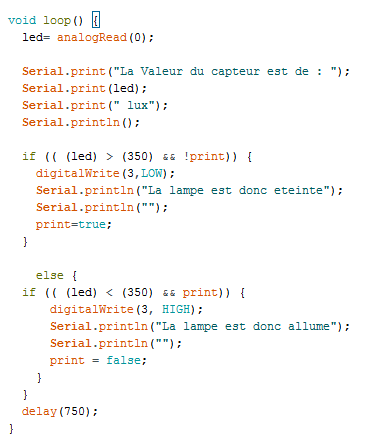 void loop() {
led= analogRead(0);
Serial.print("La Valeur du capteur est de : ");
Serial.print(led);
Serial.print(" lux");
Serial.println();
if (( (led) > (350) && !print)) {
digitalWrite(3,LOW);
Serial.println("La lampe est donc eteinte");
Serial.println("");
print=true;
}
else {
if (( (led) < (350) && print)) {
digitalWrite(3, HIGH);
Serial.println("La lampe est donc allume");
Serial.println("");
print = false;
}
}
delay(750);
}